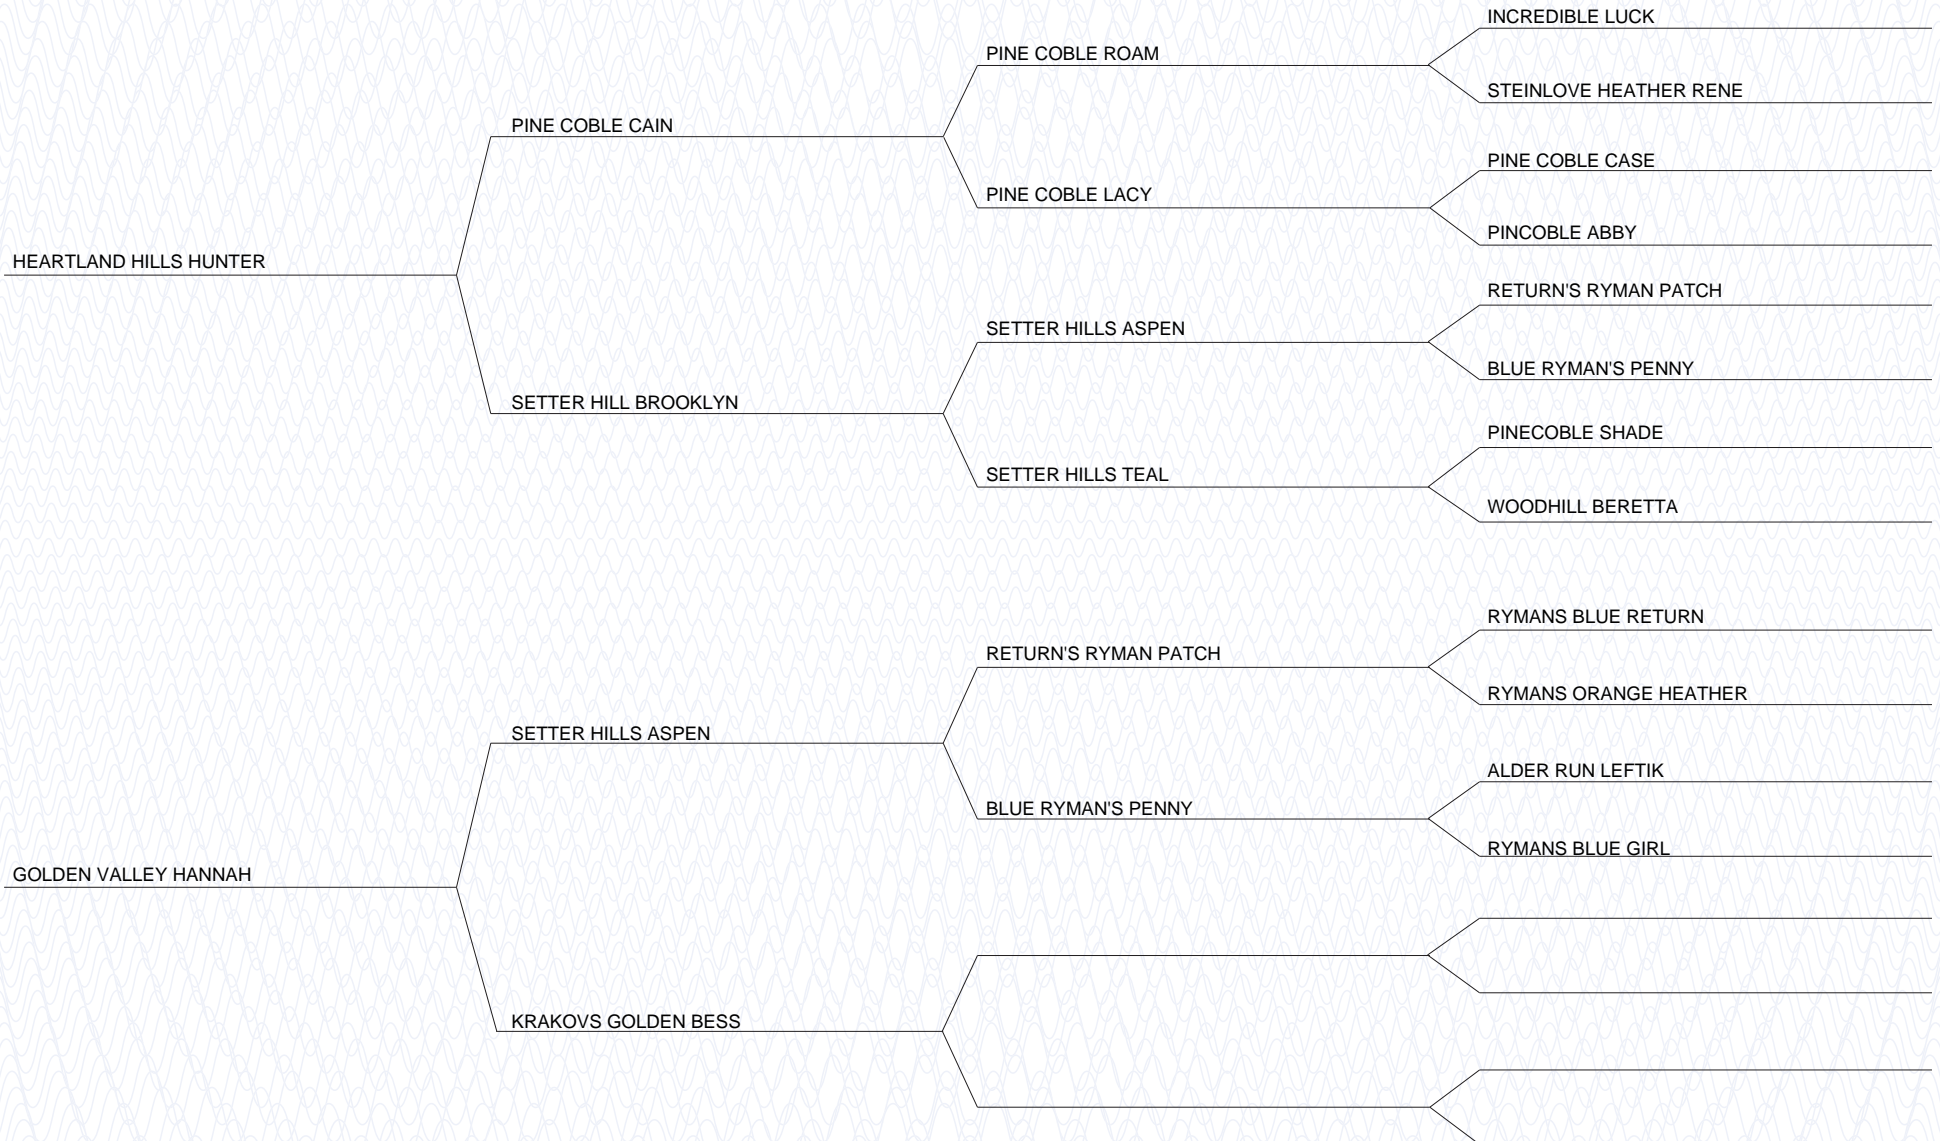 INCREDIBLE LUCK
PINE COBLE ROAM
STEINLOVE HEATHER RENE
PINE COBLE CAIN
PINE COBLE CASE
PINE COBLE LACY
PINCOBLE ABBY
HEARTLAND HILLS HUNTER
RETURN'S RYMAN PATCH
SETTER HILLS ASPEN
BLUE RYMAN'S PENNY
SETTER HILL BROOKLYN
PINECOBLE SHADE
SETTER HILLS TEAL
WOODHILL BERETTA
RYMANS BLUE RETURN
RETURN'S RYMAN PATCH
RYMANS ORANGE HEATHER
SETTER HILLS ASPEN
ALDER RUN LEFTIK
BLUE RYMAN'S PENNY
RYMANS BLUE GIRL
GOLDEN VALLEY HANNAH
KRAKOVS GOLDEN BESS